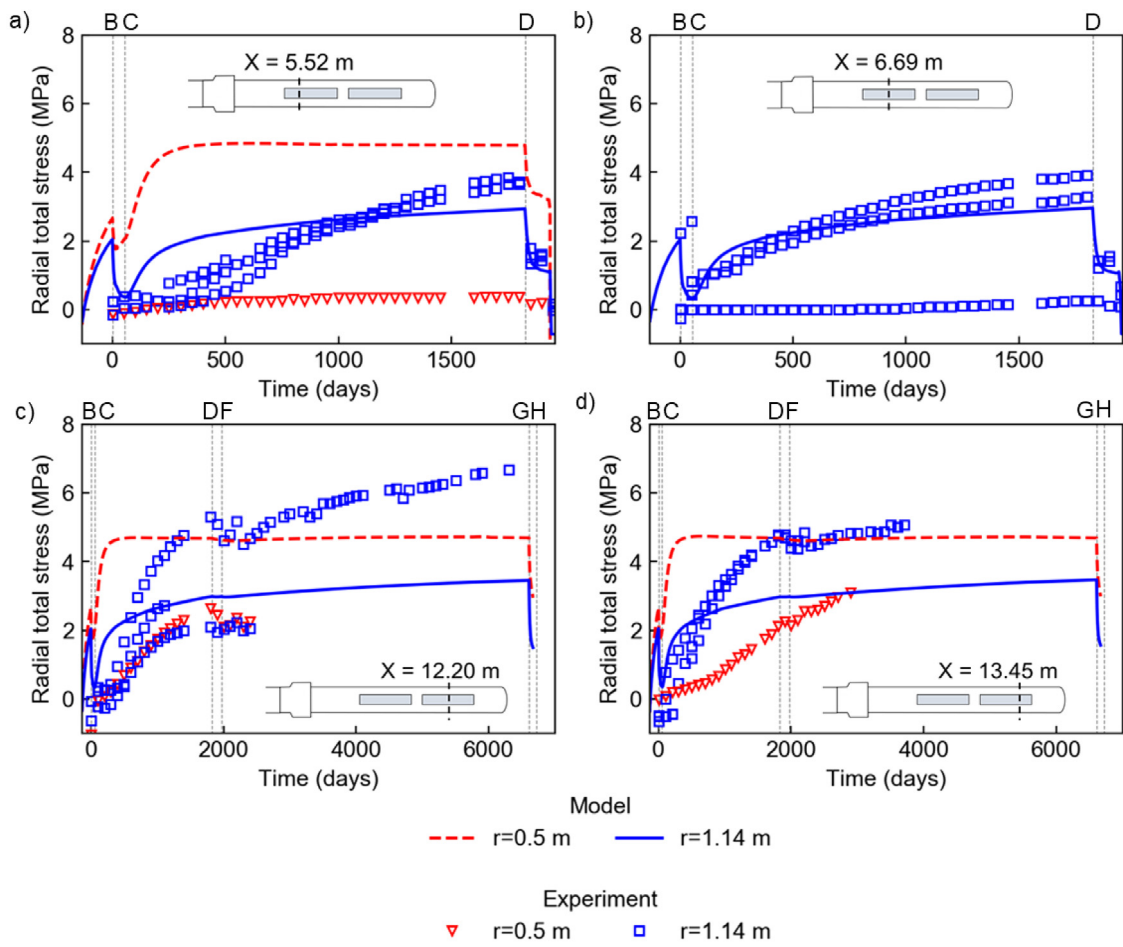 a)
B C
D
Radial total stress (MPa)
8
6
4
2
0
X = 5.52 m
0
500
1000
1500
Time (days)
b)
B C
D
Radial total stress (MPa)
8
6
4
2
0
X = 6.69 m
0
500
1000
1500
Time (days)
c)
BC
DF
GH
Radial total stress (MPa)
8
6
4
2
0
X = 12.20 m
0
2000
4000
6000
Time (days)
d)
BC
DF
GH
Radial total stress (MPa)
8
6
4
2
0
X = 13.45 m
0
2000
4000
6000
Time (days)
Model
r=0.5 m
r=1.14 m
Experiment
r=0.5 m
r=1.14 m